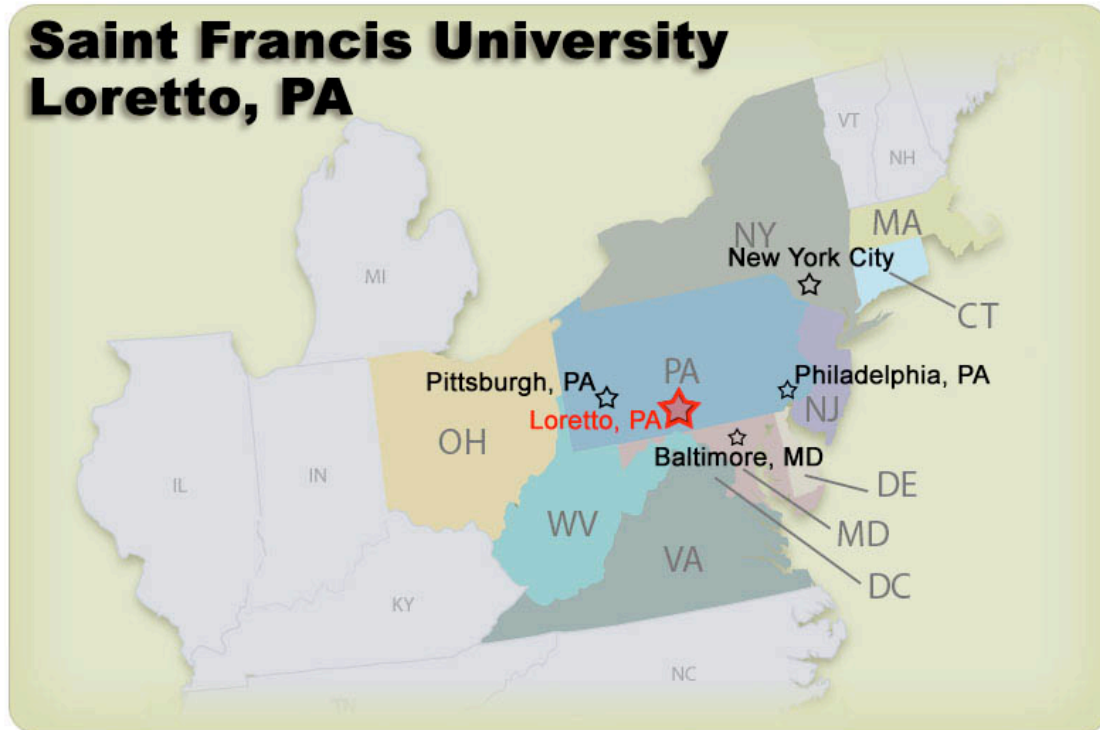 Saint Francis University
Loretto, PA
VT
NH
MA
NY
New York City
MI
CT
PA
Pittsburgh, PA
Philadelphia, PA
Loretto, PA
NJ
OH
Baltimore, MD
IL
IN
DE
WV
MD
VA
DC
KY
NC
TN